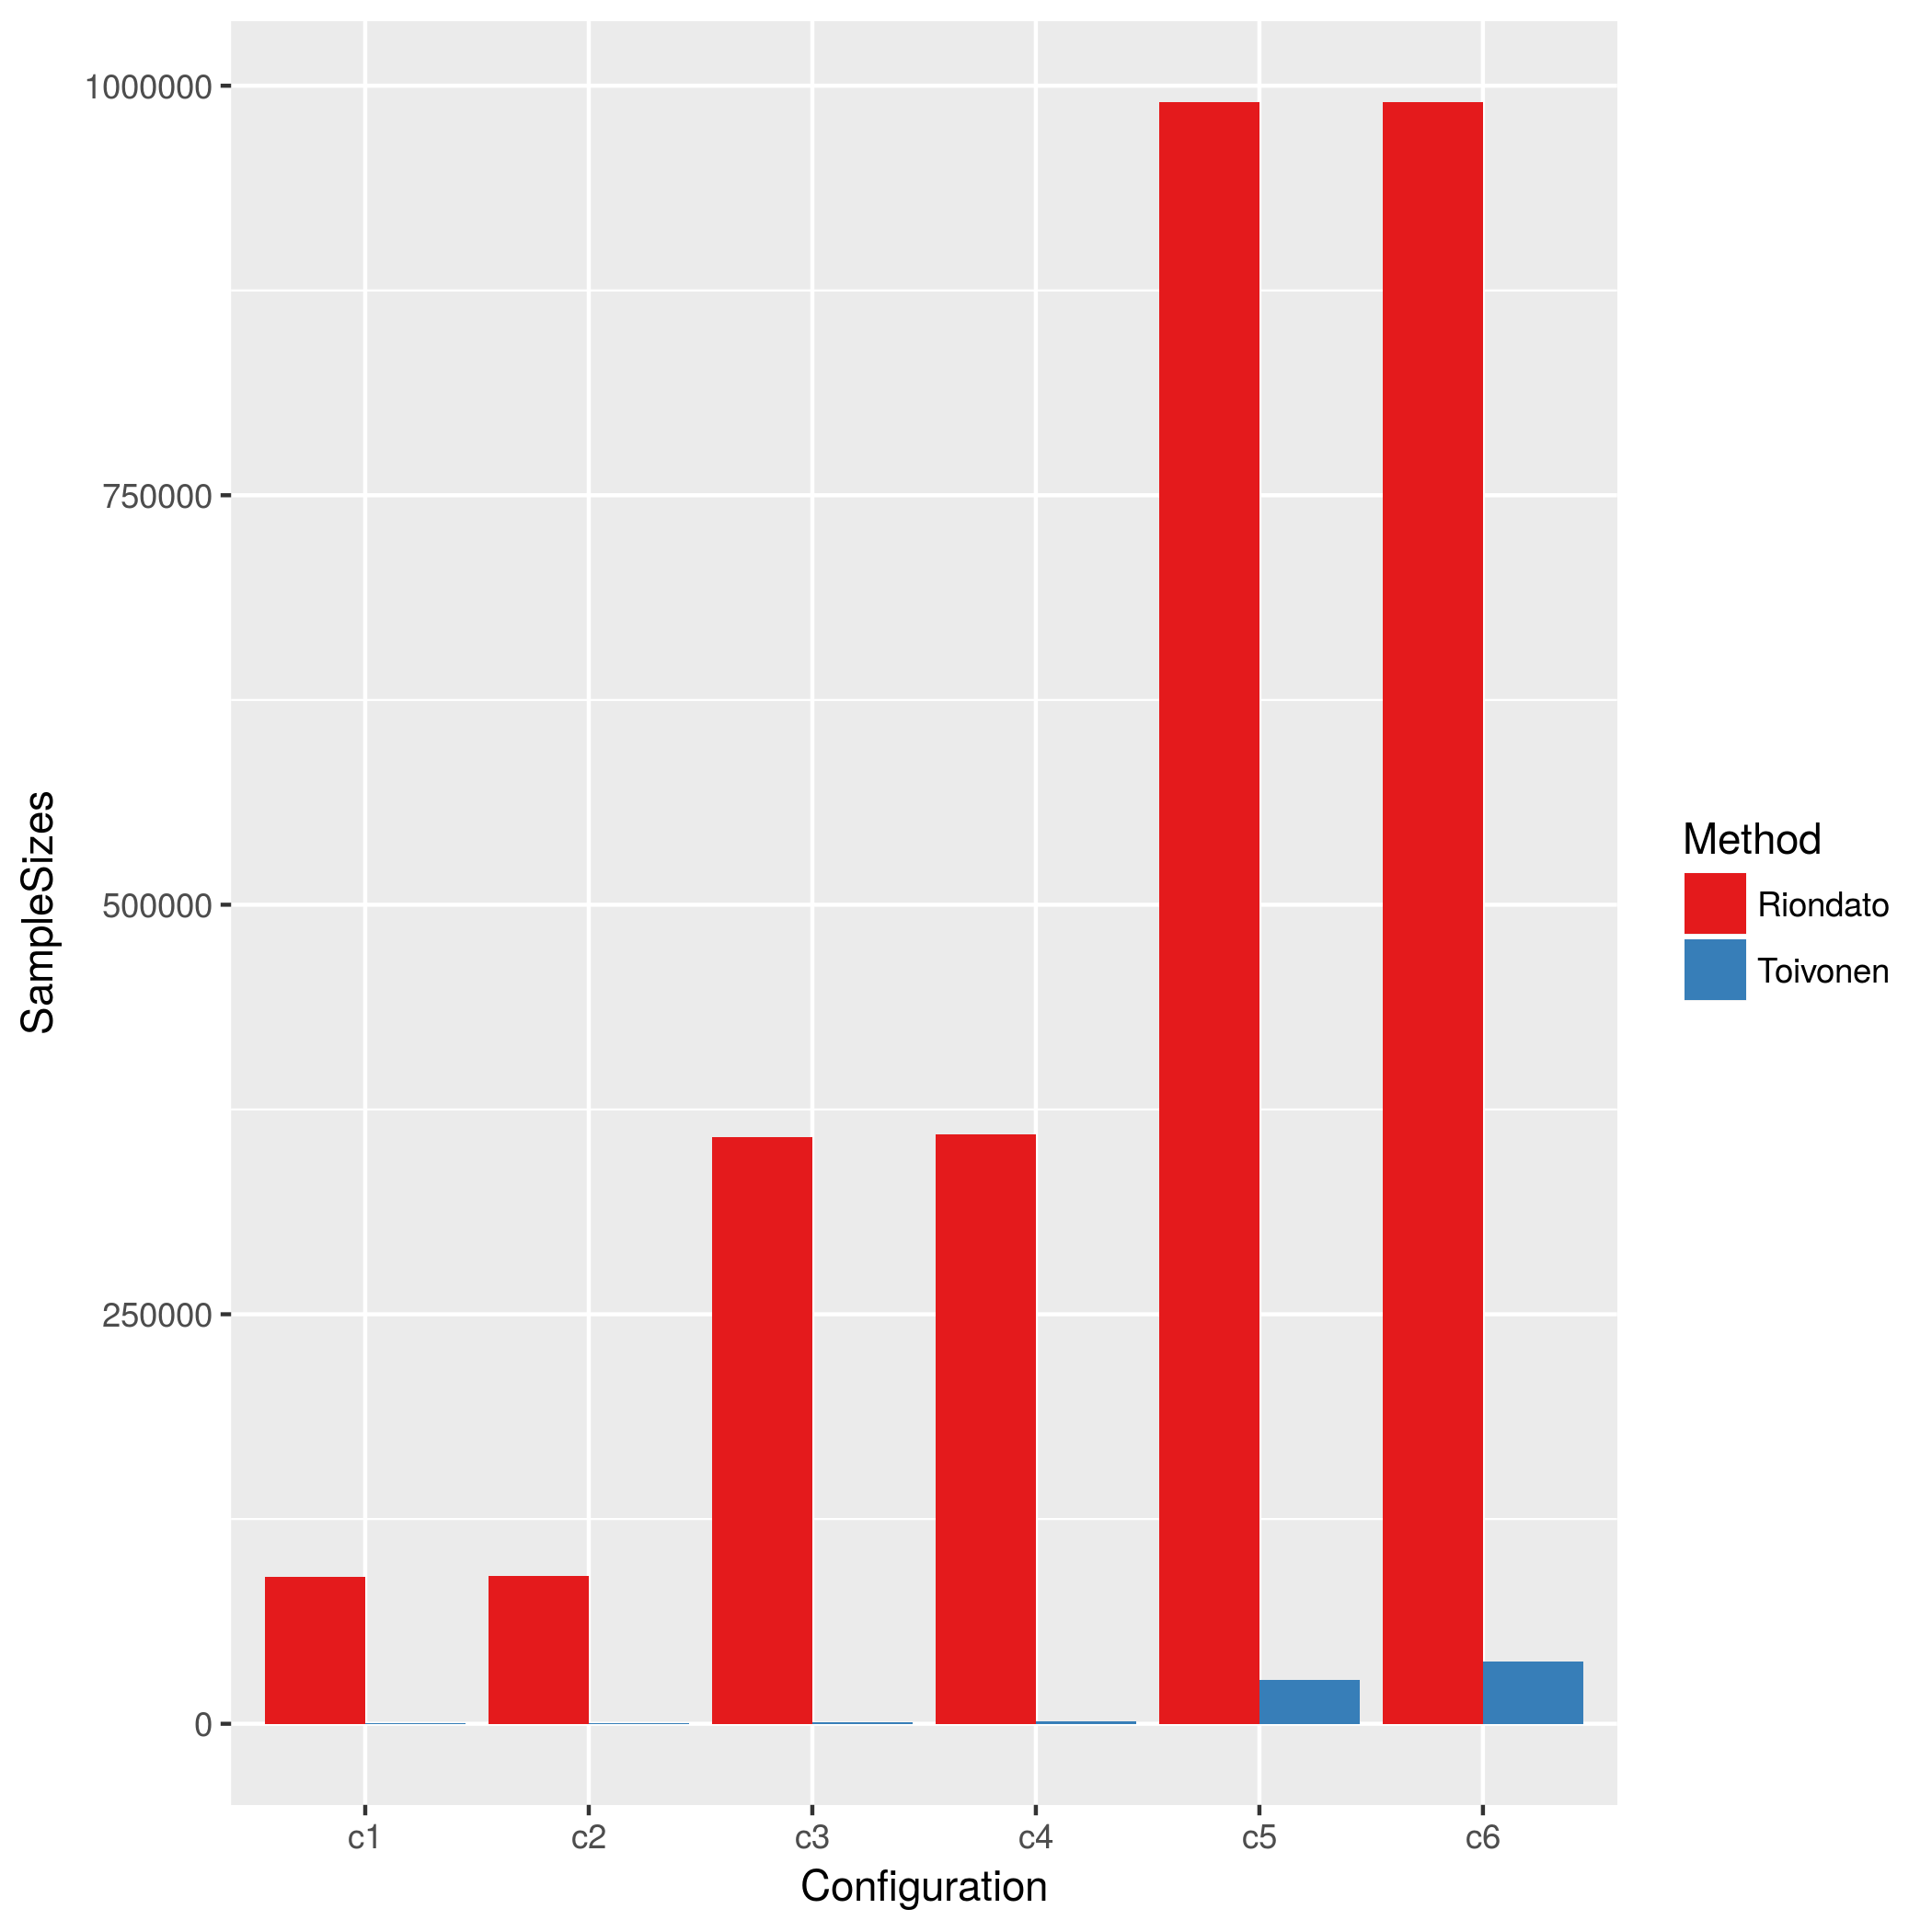 1000000
750000
500000
250000
0
SampleSizes
c1 c2 c3 c4 c5 c6
Configuration
Method
Riondato
Toivonen